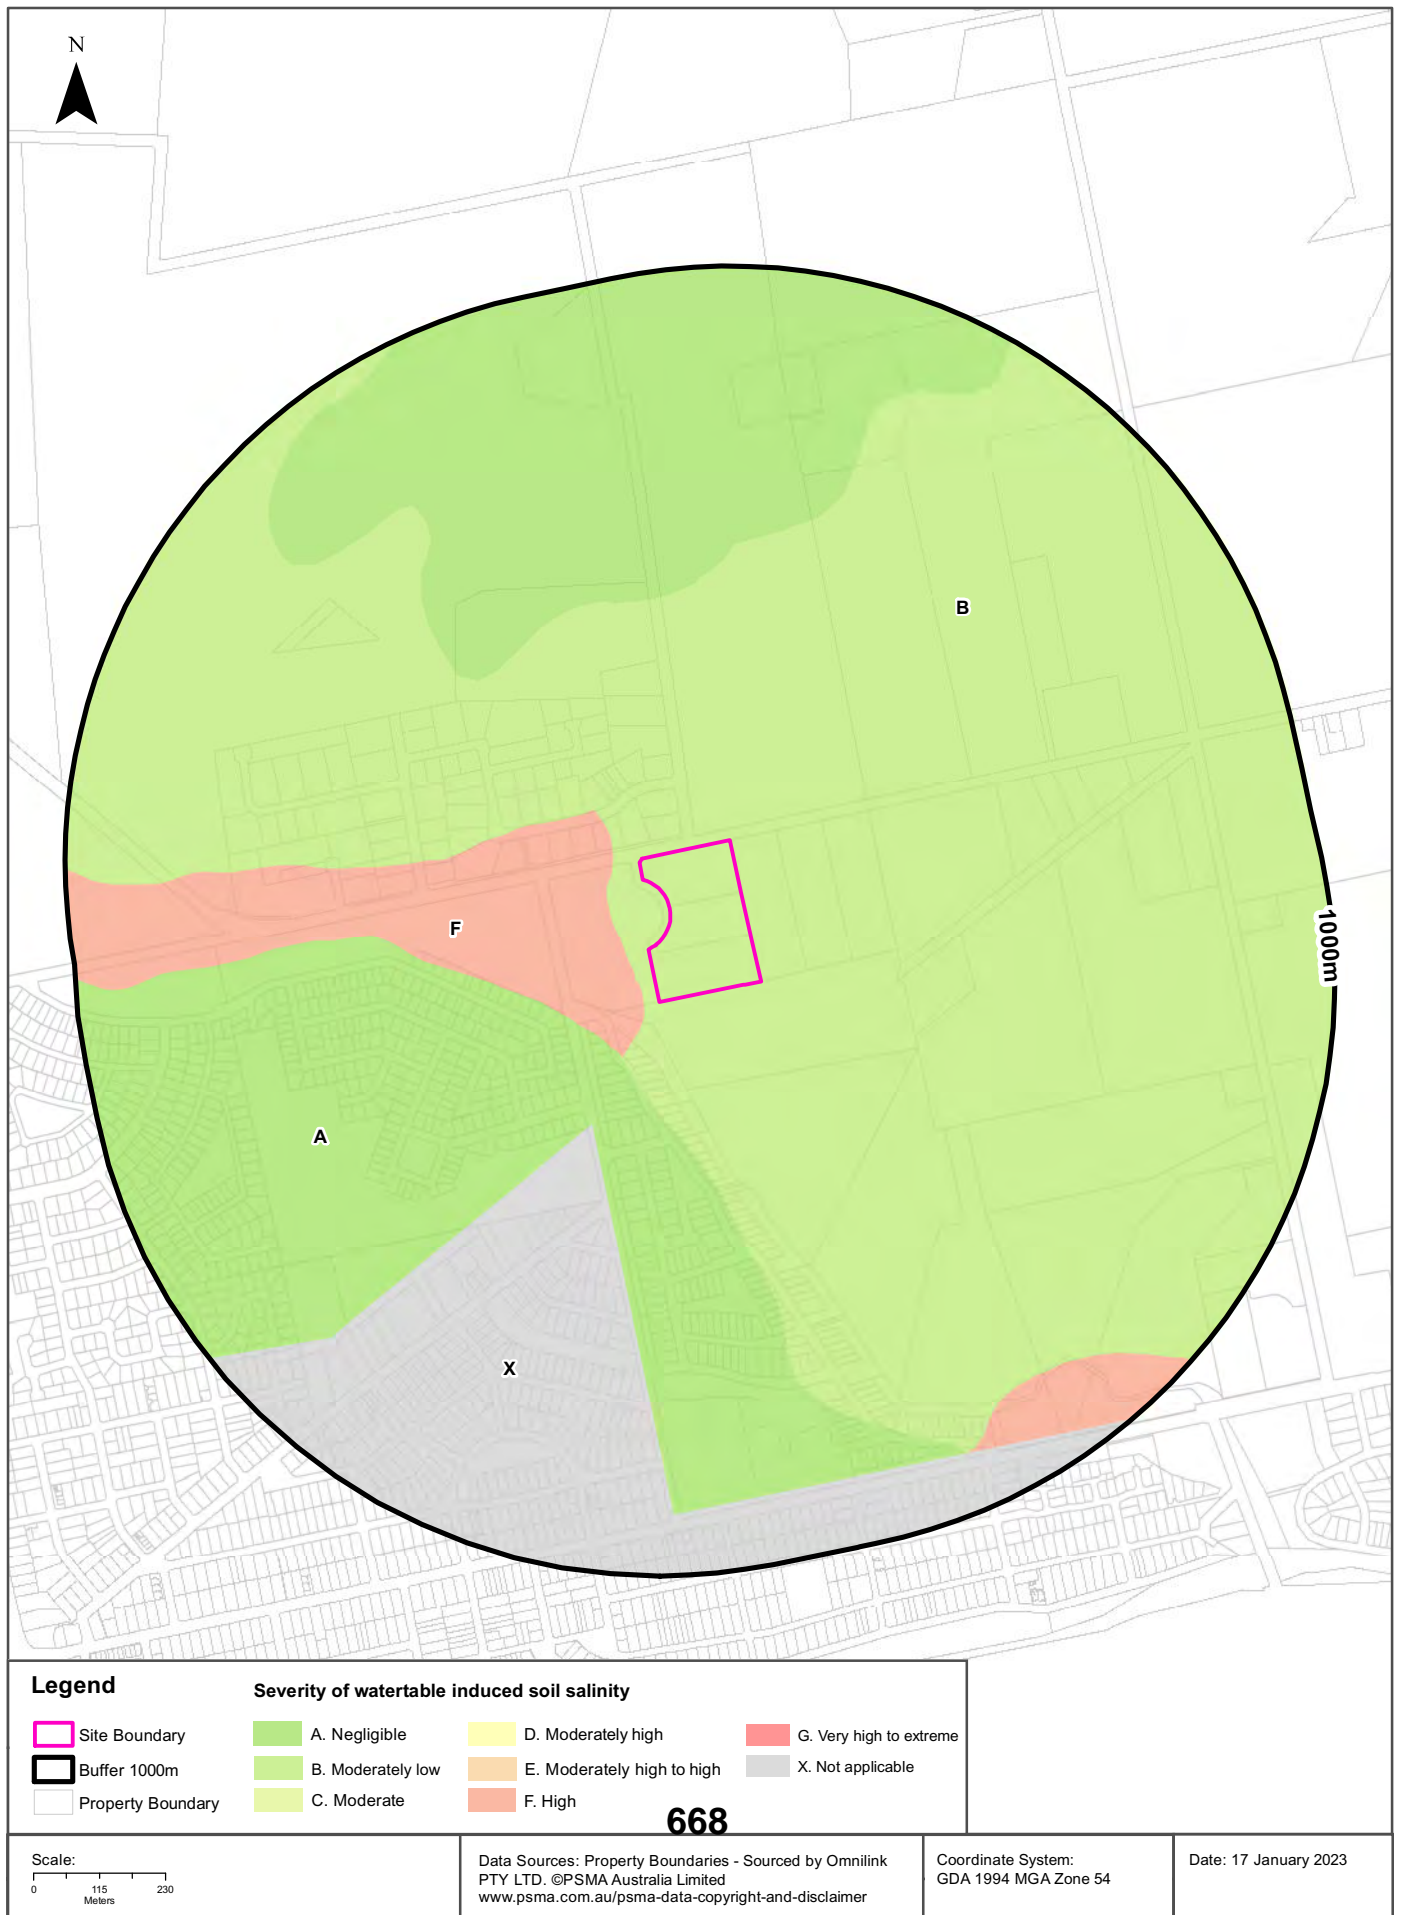 N
B
F
1000m
A
X
Legend
Severity of watertable induced soil salinity
Site Boundary
Buffer 1000m
Property Boundary
A. Negligible
B. Moderately low
C. Moderate
D. Moderately high
E. Moderately high to high
F. High
G. Very high to extreme
X. Not applicable
668
Scale:
0 115 230
Meters
Data Sources: Property Boundaries - Sourced by Omnilink
PTY LTD. ©PSMA Australia Limited
www.psma.com.au/psma-data-copyright-and-disclaimer
Coordinate System:
GDA 1994 MGA Zone 54
Date: 17 January 2023